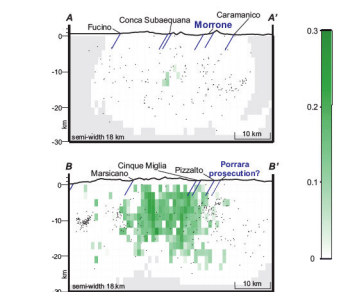 A A'
Fucino Conca Subaequana Morrone Caramanico
0.3
0
-10
-20
-30
km
semi-width 18 km 10 km
0.2
B B'
Marsicano Cinque Miglia Pizzalto Porrara
prosecution?
0.1
0
-10
-20
-30
km
semi-width 18 km 10 km
0